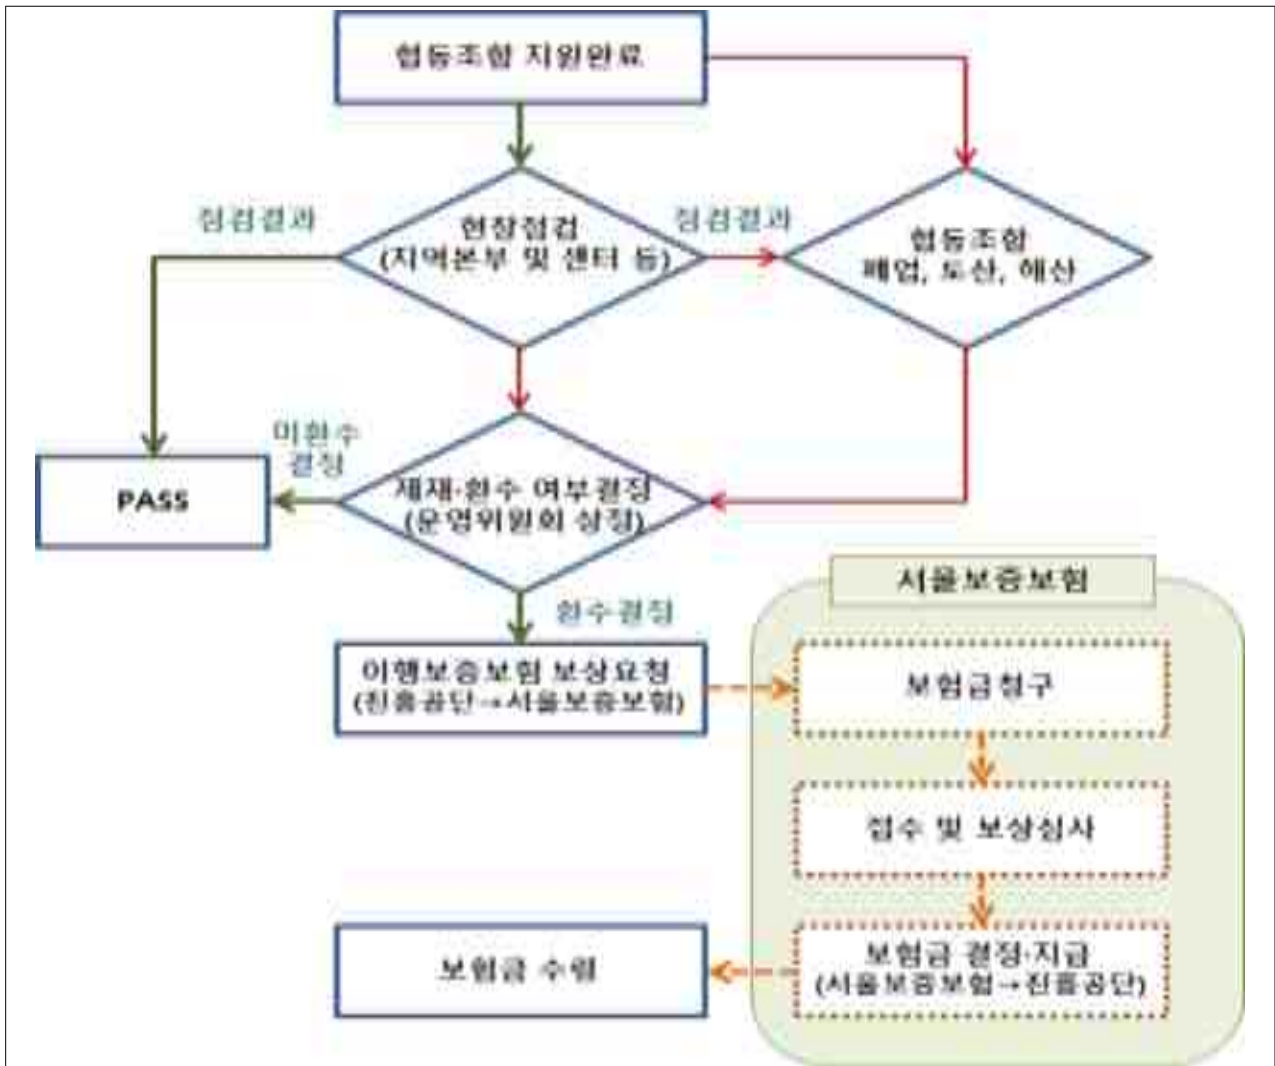 협동조합 지원완료
점검결과
현장점검
(지역본부 및 센터 등)
점검결과
협동조합
폐업, 도산, 해산
미환수
결정
PASS
제재·환수 여부결정
(운영위원회 상정)
환수결정
서울보증보험
이행보증보험 보상요청
(진흥공단→서울보증보험)
보험금청구
접수 및 보상심사
보험금 결정·지급
(서울보증보험→진흥공단)
보험금 수령